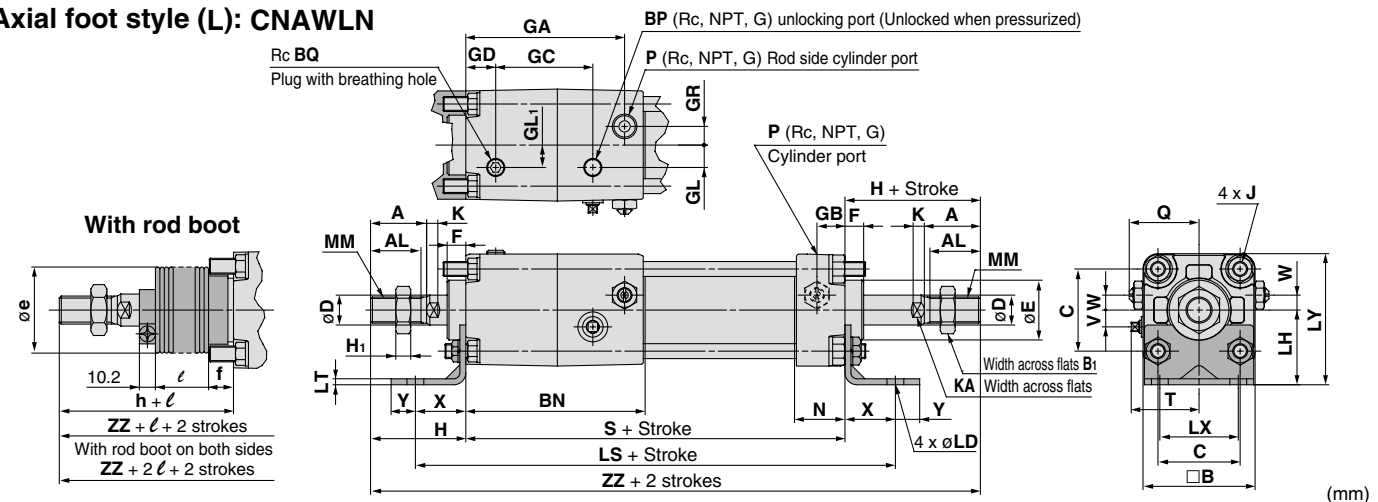 Axial foot style (L): CNAWLN
BP (Rc, NPT, G) unlocking port (Unlocked when pressurized)
GA
Rc BQ
GD
GC
P (Rc, NPT, G) Rod side cylinder port
Plug with breathing hole
GR
GL1
GL
P (Rc, NPT, G)
Cylinder port
H + Stroke
4 x J
Q
With rod boot
A
K
GB
F
K
A
AL
F
AL
MM
MM
W
øe
øD
øD
øE
C
W
V
LH
LY
H1
Width across flats B1
10.2
ℓ
f
LT
KA Width across flats
T
h + ℓ
Y
X
BN
N
X
Y
LX
ZZ + ℓ + 2 strokes
H
S + Stroke
4 x øLD
C
With rod boot on both sides
LS + Stroke
□B
ZZ + 2 ℓ + 2 strokes
ZZ + 2 strokes
(mm)